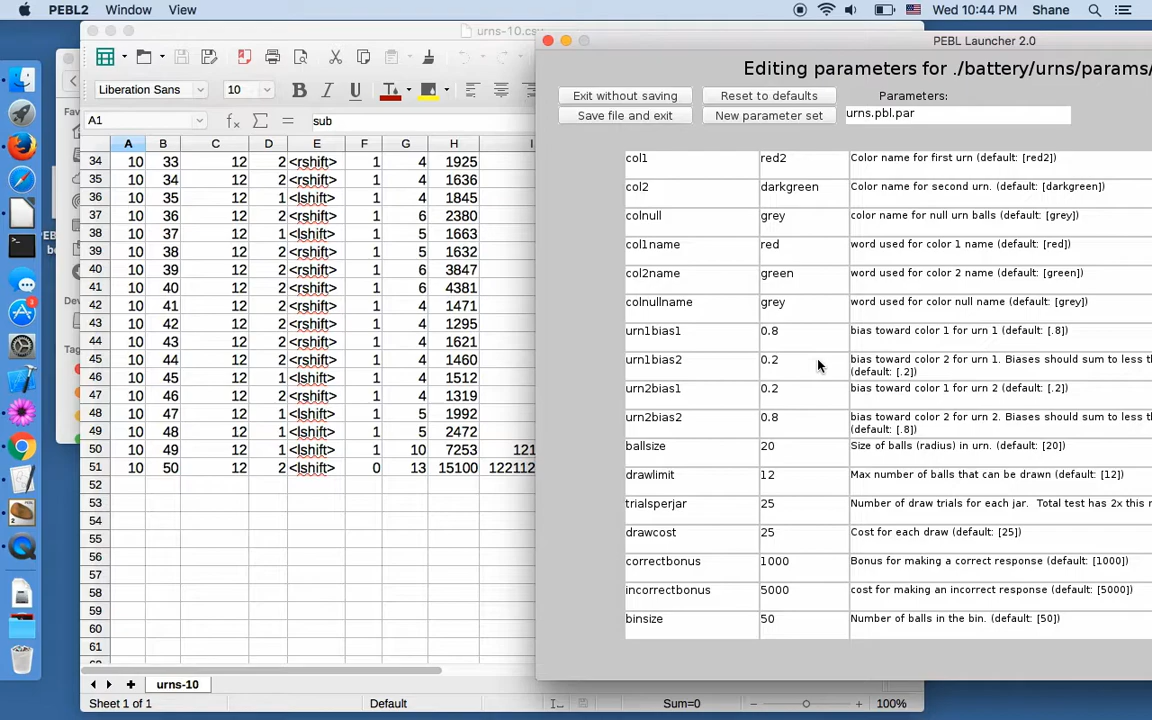 PEBL2 Window View Wed 10:44 PM Shane
urns-10.cs
Liberation Sans 10
A1 sub
A B C D E F G H I
34 10 33 12 2 <rshift> 1 4 1925
35 10 34 12 2 <rshift> 1 4 1636
36 10 35 12 1 <lshift> 1 4 1845
37 10 36 12 2 <rshift> 1 6 2380
38 10 37 12 1 <lshift> 1 5 1663
39 10 38 12 2 <rshift> 1 5 1632
40 10 39 12 2 <rshift> 1 6 3847
41 10 40 12 2 <rshift> 1 6 4381
42 10 41 12 2 <rshift> 1 4 1471
43 10 42 12 2 <rshift> 1 4 1295
44 10 43 12 2 <rshift> 1 4 1621
45 10 44 12 2 <rshift> 1 4 1460
46 10 45 12 1 <lshift> 1 4 1512
47 10 46 12 2 <rshift> 1 4 1319
48 10 47 12 1 <lshift> 1 5 1992
49 10 48 12 1 <lshift> 1 5 2472
50 10 49 12 1 <lshift> 1 10 7253 121
51 10 50 12 2 <lshift> 0 13 15100 122112
52
53
54
55
56
57
58
59
60
61
urns-10
Sheet 1 of 1 Default Sum=0 100%
PEBL Launcher 2.0
Editing parameters for ./battery/urns/params/
Exit without saving Reset to defaults Parameters:
Save file and exit New parameter set urns.pbl.par
col1 red2 Color name for first urn (default: [red2])
col2 darkgreen Color name for second urn. (default: [darkgreen])
colnull grey color name for null urn balls (default: [grey])
col1name red word used for color 1 name (default: [red])
col2name green word used for color 2 name (default: [green])
colnullname grey word used for color null name (default: [grey])
urn1bias1 0.8 bias toward color 1 for urn 1 (default: [.8])
urn1bias2 0.2 bias toward color 2 for urn 1. Biases should sum to less th
(default: [.2])
urn2bias1 0.2 bias toward color 1 for urn 2 (default: [.2])
urn2bias2 0.8 bias toward color 2 for urn 2. Biases should sum to less th
(default: [.8])
ballsize 20 Size of balls (radius) in urn. (default: [20])
drawlimit 12 Max number of balls that can be drawn (default: [12])
trialsperjar 25 Number of draw trials for each jar. Total test has 2x this n
drawcost 25 Cost for each draw (default: [25])
correctbonus 1000 Bonus for making a correct response (default: [1000])
incorrectbonus 5000 cost for making an incorrect response (default: [5000])
binsize 50 Number of balls in the bin. (default: [50])